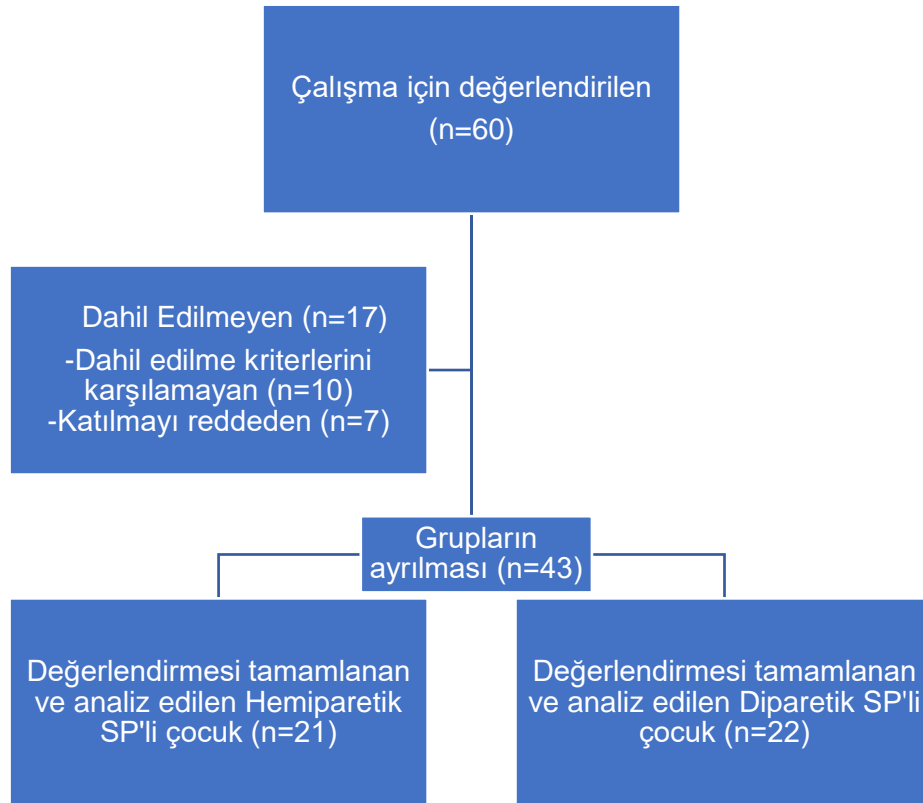 Çalışma için değerlendirilen
(n=60)
Dahil Edilmeyen (n=17)
-Dahil edilme kriterlerini
karşılamayan (n=10)
-Katılmayı reddeden (n=7)
Grupların
ayrılması (n=43)
Değerlendirmesi tamamlanan
ve analiz edilen Hemiparetik
SP'li çocuk (n=21)
Değerlendirmesi tamamlanan
ve analiz edilen Diparetik SP'li
çocuk (n=22)